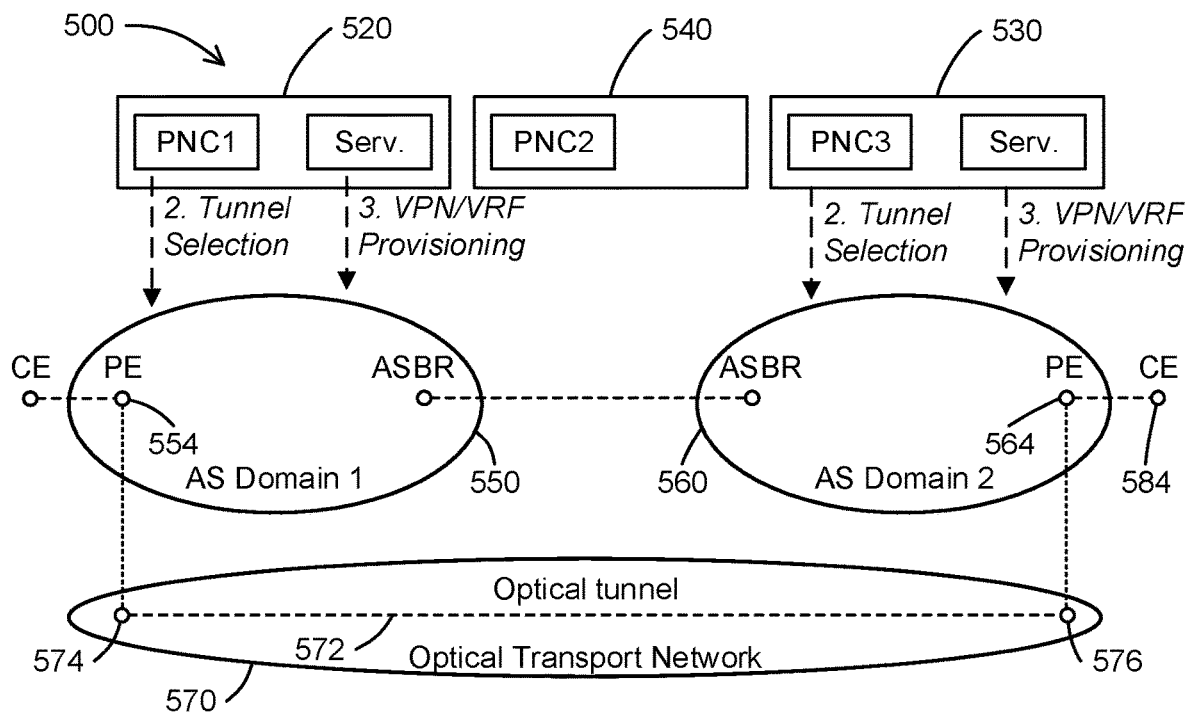 500
520
540
530
PNC1
Serv.
PNC2
PNC3
Serv.
2. Tunnel
Selection
3. VPN/VRF
Provisioning
2. Tunnel
Selection
3. VPN/VRF
Provisioning
CE
PE
ASBR
ASBR
PE
CE
554
564
AS Domain 1
550
560
AS Domain 2
584
Optical tunnel
574
572
Optical Transport Network
576
570